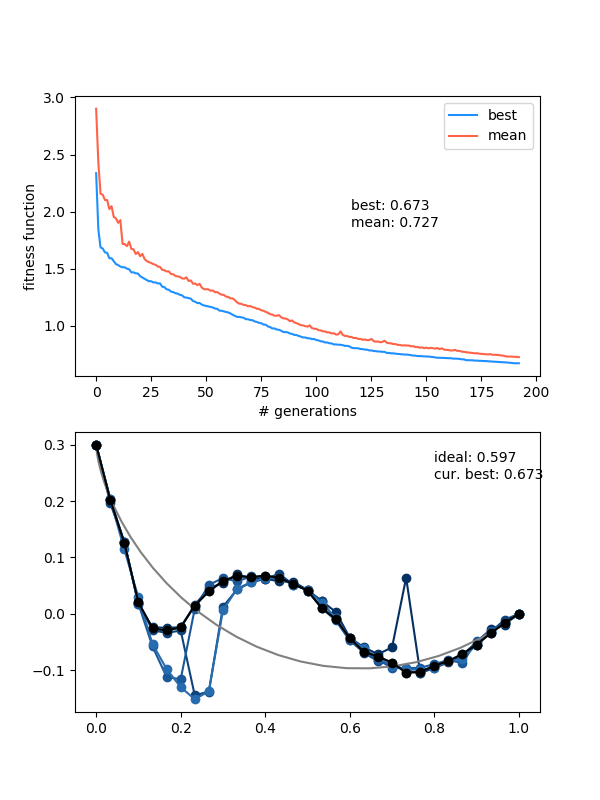 3.0
2.5
2.0
1.5
1.0
fitness function
best
mean
best: 0.673
mean: 0.727
0 25 50 75 100 125 150 175 200
# generations
0.3
0.2
0.1
0.0
−0.1
ideal: 0.597
cur. best: 0.673
0.0 0.2 0.4 0.6 0.8 1.0